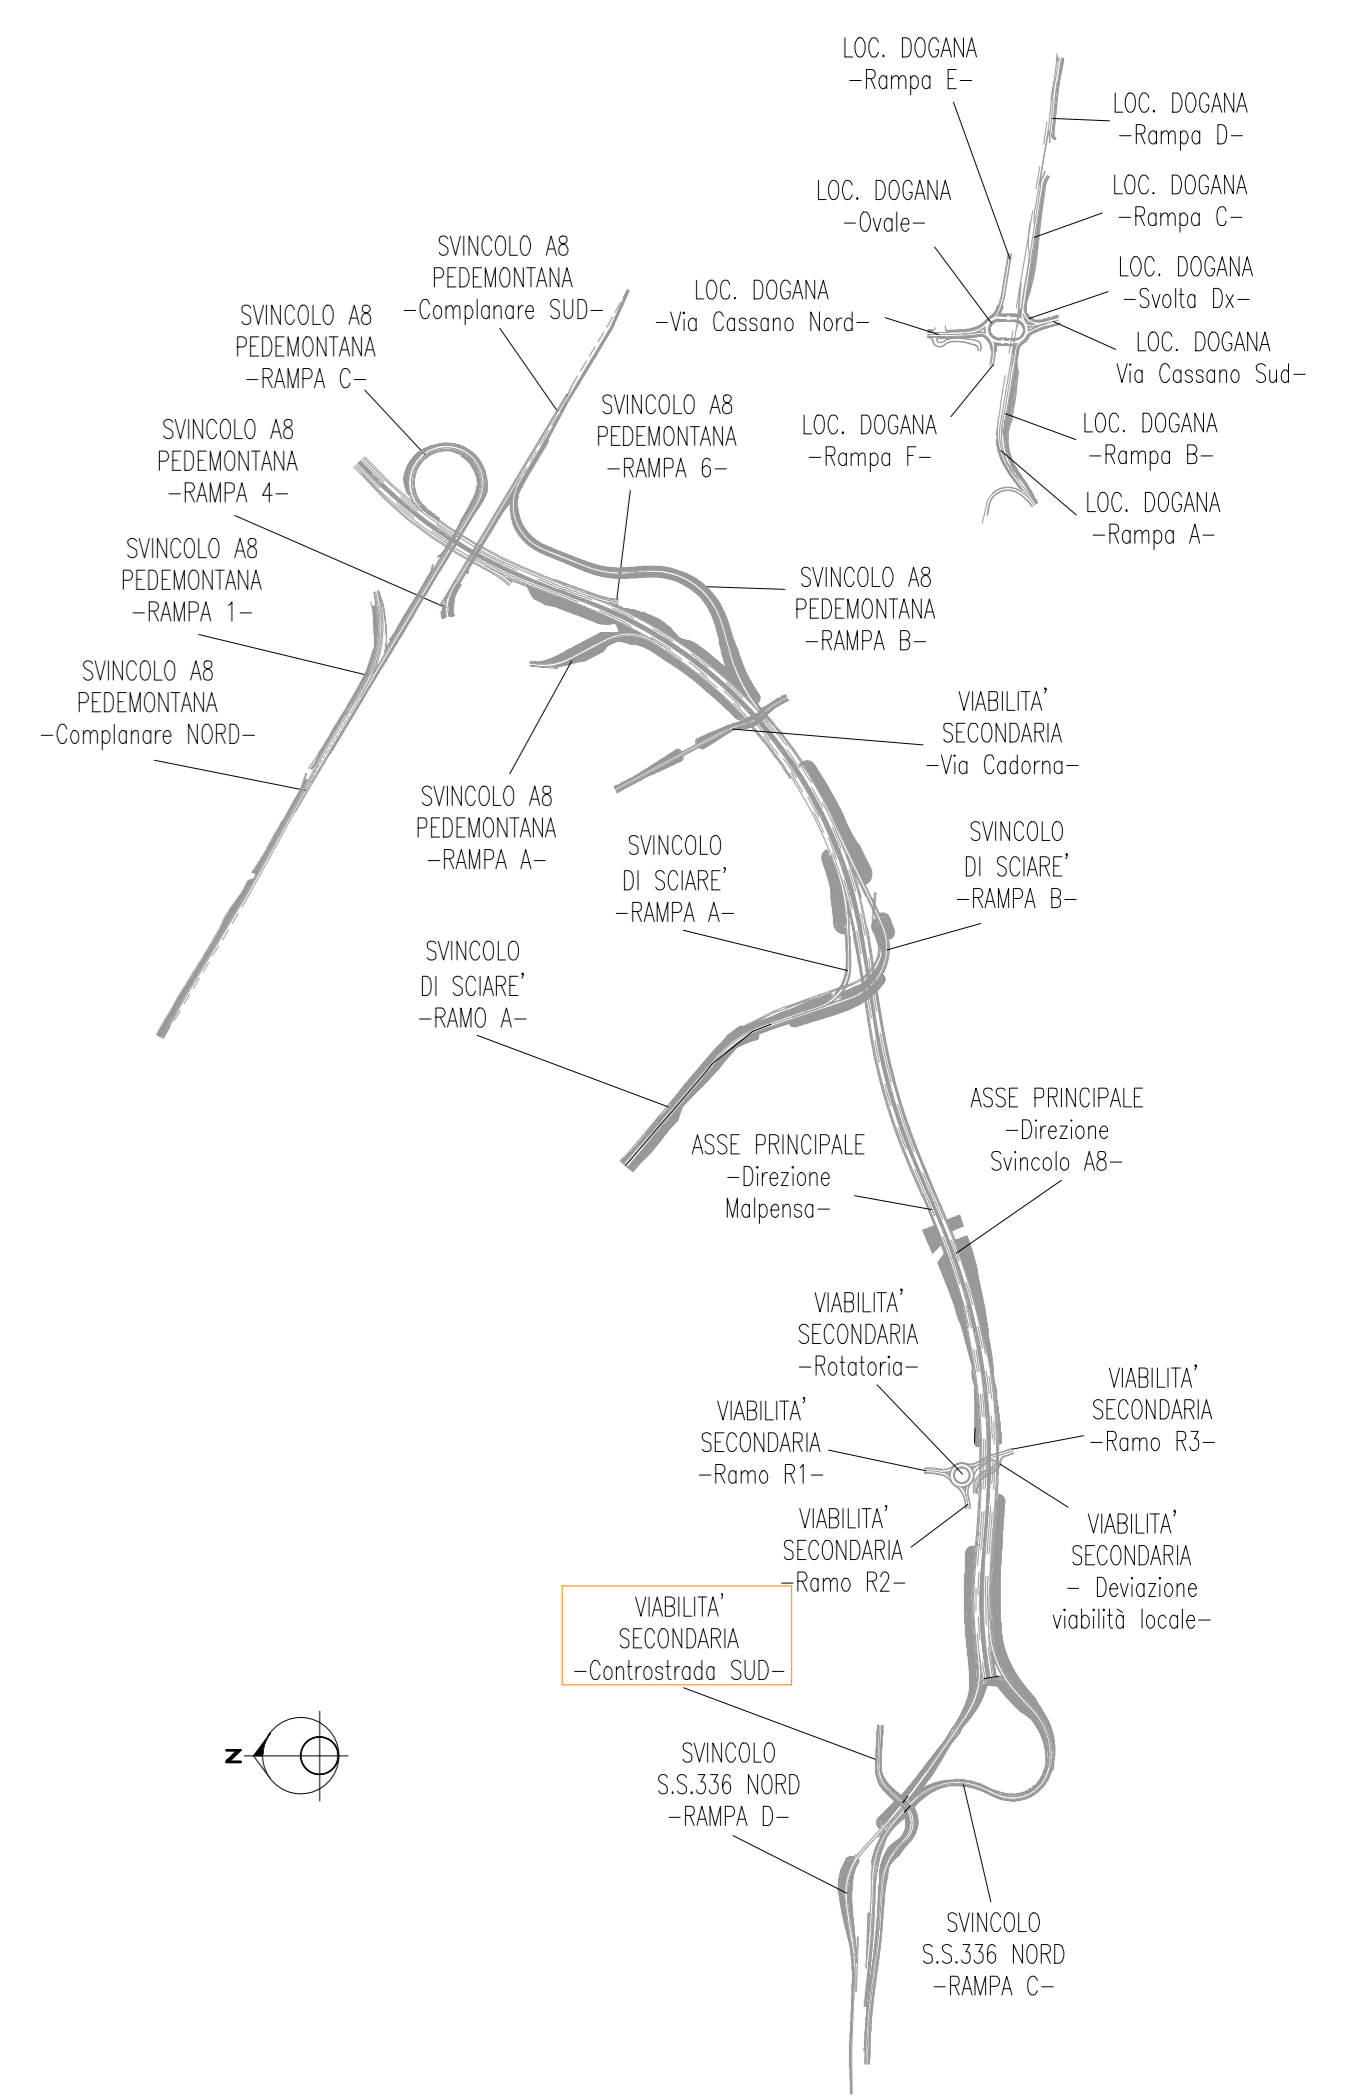 LOC. DOGANA
-Rampa E-
LOC. DOGANA
-Rampa D-
LOC. DOGANA
-Ovale-
LOC. DOGANA
-Rampa C-
SVINCOLO A8
PEDEMONTANA
-Complanare SUD-
LOC. DOGANA
-Svolta Dx-
LOC. DOGANA
-Via Cassano Nord-
SVINCOLO A8
PEDEMONTANA
-RAMPA C-
LOC. DOGANA
Via Cassano Sud-
SVINCOLO A8
PEDEMONTANA
-RAMPA 6-
LOC. DOGANA
-Rampa F-
LOC. DOGANA
-Rampa B-
SVINCOLO A8
PEDEMONTANA
-RAMPA 4-
LOC. DOGANA
-Rampa A-
SVINCOLO A8
PEDEMONTANA
-RAMPA 1-
SVINCOLO A8
PEDEMONTANA
-RAMPA B-
SVINCOLO A8
PEDEMONTANA
-Complanare NORD-
VIABILITA'
SECONDARIA
-Via Cadorna-
SVINCOLO A8
PEDEMONTANA
-RAMPA A-
SVINCOLO
DI SCIARE'
-RAMPA A-
SVINCOLO
DI SCIARE'
-RAMPA B-
SVINCOLO
DI SCIARE'
-RAMO A-
ASSE PRINCIPALE
-Direzione
Svincolo A8-
ASSE PRINCIPALE
-Direzione
Malpensa-
VIABILITA'
SECONDARIA
-Rotatoria-
VIABILITA'
SECONDARIA
-Ramo R3-
VIABILITA'
SECONDARIA
-Ramo R1-
VIABILITA'
SECONDARIA
-Ramo R2-
VIABILITA'
SECONDARIA
- Deviazione
viabilità locale-
VIABILITA'
SECONDARIA
-Controstrada SUD-
N
SVINCOLO
S.S.336 NORD
-RAMPA D-
SVINCOLO
S.S.336 NORD
-RAMPA C-